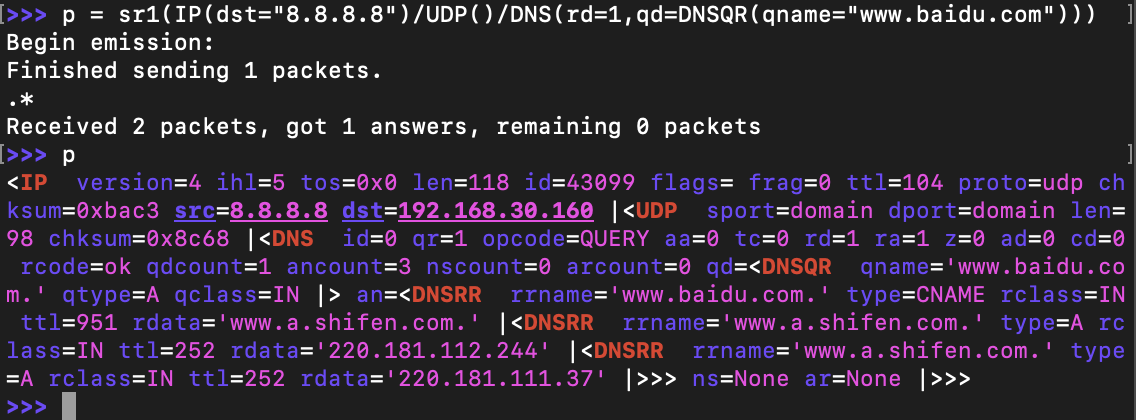 [>>> p = sr1(IP(dst="8.8.8.8")/UDP()/DNS(rd=1,qd=DNSQR(qname="www.baidu.com")))  ]
Begin emission:
Finished sending 1 packets.
.*
Received 2 packets, got 1 answers, remaining 0 packets
[>>> p ]
<IP  version=4 ihl=5 tos=0x0 len=118 id=43099 flags= frag=0 ttl=104 proto=udp ch
ksum=0xbac3 src=8.8.8.8 dst=192.168.30.160 |<UDP  sport=domain dport=domain len=
98 chksum=0x8c68 |<DNS  id=0 qr=1 opcode=QUERY aa=0 tc=0 rd=1 ra=1 z=0 ad=0 cd=0
 rcode=ok qdcount=1 ancount=3 nscount=0 arcount=0 qd=<DNSQR  qname='www.baidu.co
m.' qtype=A qclass=IN |> an=<DNSRR  rrname='www.baidu.com.' type=CNAME rclass=IN
 ttl=951 rdata='www.a.shifen.com.' |<DNSRR  rrname='www.a.shifen.com.' type=A rc
lass=IN ttl=252 rdata='220.181.112.244' |<DNSRR  rrname='www.a.shifen.com.' type
=A rclass=IN ttl=252 rdata='220.181.111.37' |>>> ns=None ar=None |>>>
>>>